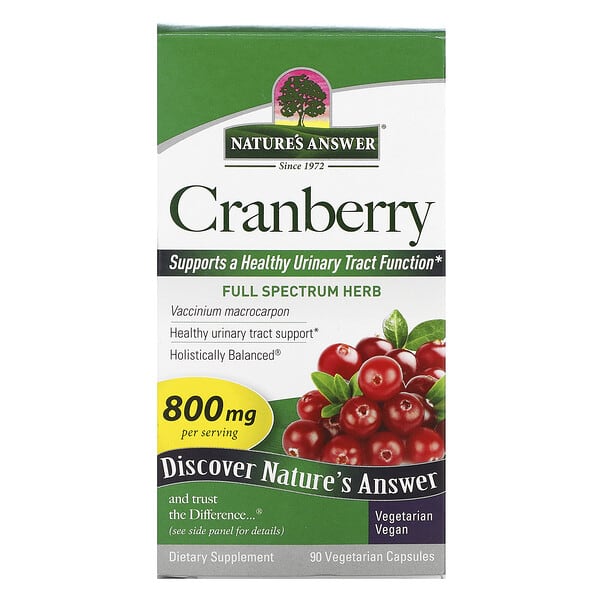 NATURE'S ANSWER®
Since 1972
Cranberry
Supports a Healthy Urinary Tract Function*
FULL SPECTRUM HERB
Vaccinium macrocarpon
Healthy urinary tract support*
Holistically Balanced®
800 mg
per serving
Discover Nature's Answer
and trust
the Difference...®
(see side panel for details)
Vegetarian
Vegan
Dietary Supplement
90 Vegetarian Capsules